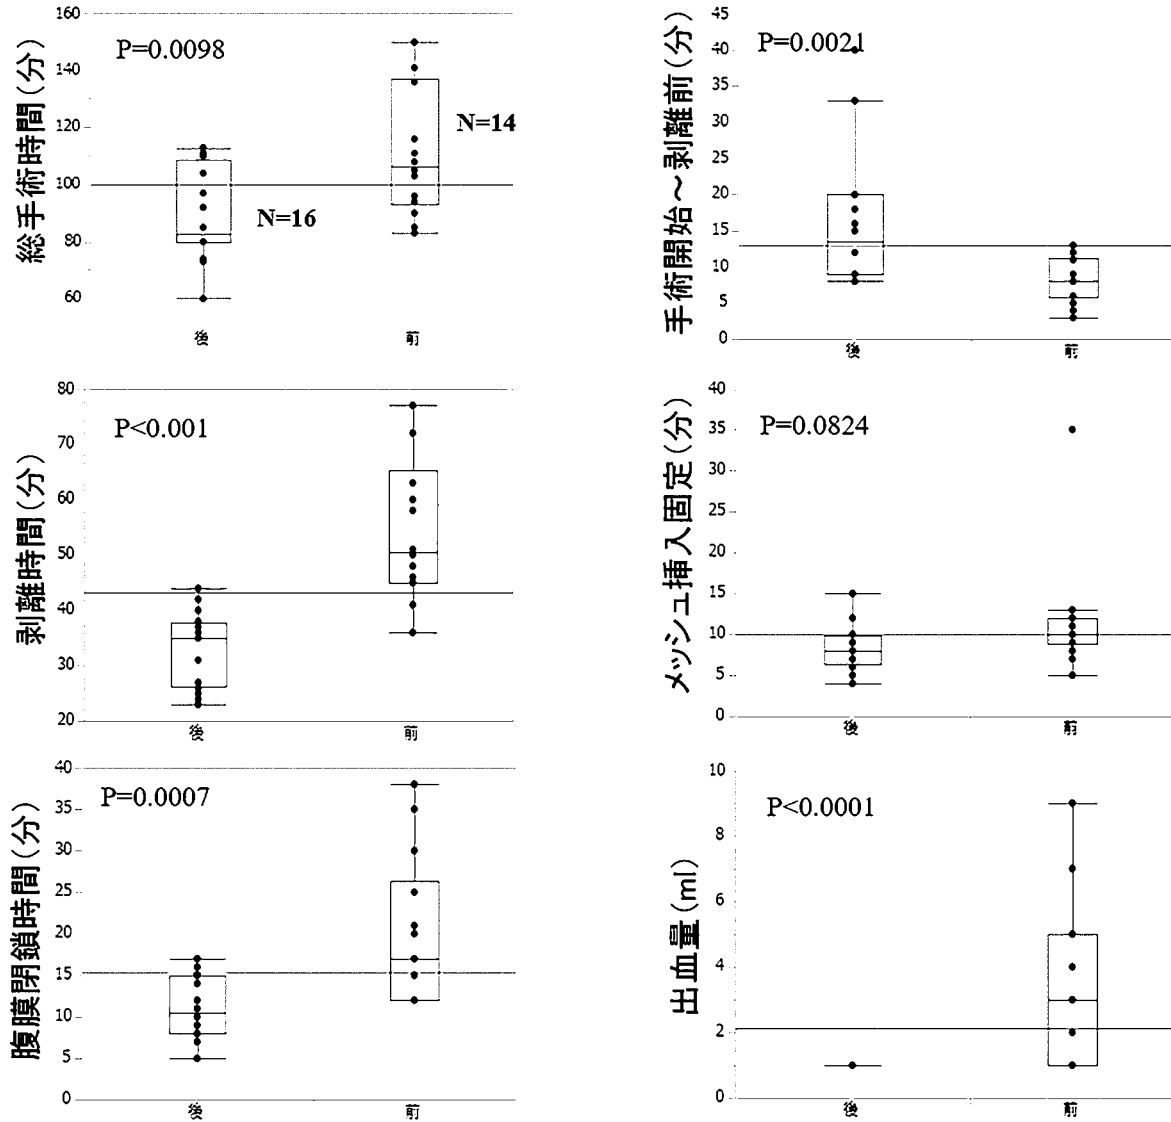 総手術時間(分)
P=0.0098
160
140
120
100
80
60
N=14
N=16
後
前
手術開始~剥離前(分)
P=0.0021
45
40
35
30
25
20
15
10
5
0
後
前
剥離時間(分)
P<0.001
80
70
60
50
40
30
20
後
前
メッシュ挿入固定(分)
P=0.0824
40
35
30
25
20
15
10
5
0
後
前
腹膜閉鎖時間(分)
P=0.0007
40
35
30
25
20
15
10
5
0
後
前
出血量(ml)
P<0.0001
10
8
6
4
2
0
後
前